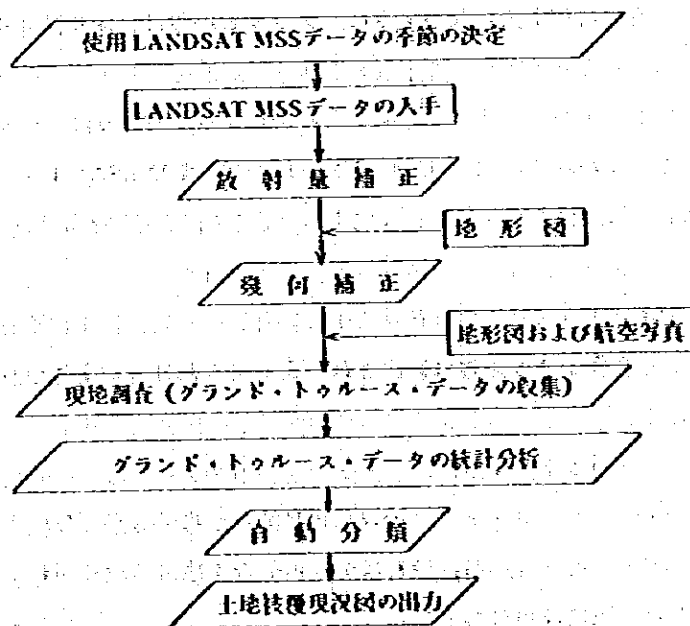 使用LANDSAT MSSデータの季節の決定
LANDSAT MSSデータの入手
放射量補正
地形図
幾何補正
地形図および航空写真
現地調査(グランド・トゥルース・データの収集)
グランド・トゥルース・データの統計分析
自動分類
土地被覆現況図の出力